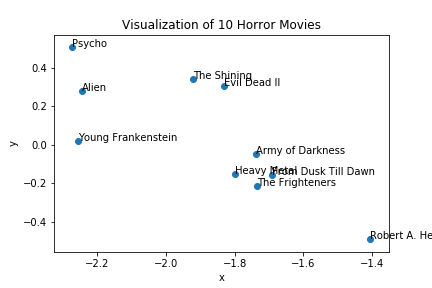 Visualization of 10 Horror Movies
Psycho
Alien
The Shining
Evil Dead II
Young Frankenstein
Army of Darkness
Heavy Metal
From Dusk Till Dawn
The Frighteners
Robert A. He
y
0.4
0.2
0.0
−0.2
−0.4
−2.2
−2.0
−1.8
−1.6
−1.4
x